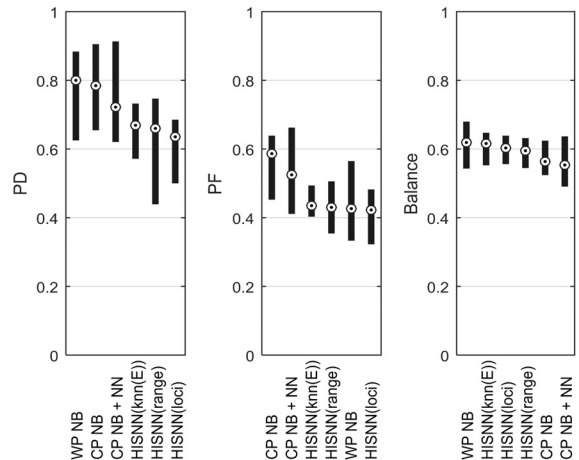 1
0.8
0.6
0.4
0.2
0
PD
WP NB
CP NB
CP NB + NN
HISNN(knn(E))
HISNN(range)
HISNN(loci)
1
0.8
0.6
0.4
0.2
0
PF
CP NB
CP NB + NN
HISNN(knn(E))
HISNN(range)
WP NB
HISNN(loci)
1
0.8
0.6
0.4
0.2
0
Balance
WP NB
HISNN(knn(E))
HISNN(loci)
HISNN(range)
CP NB
CP NB + NN